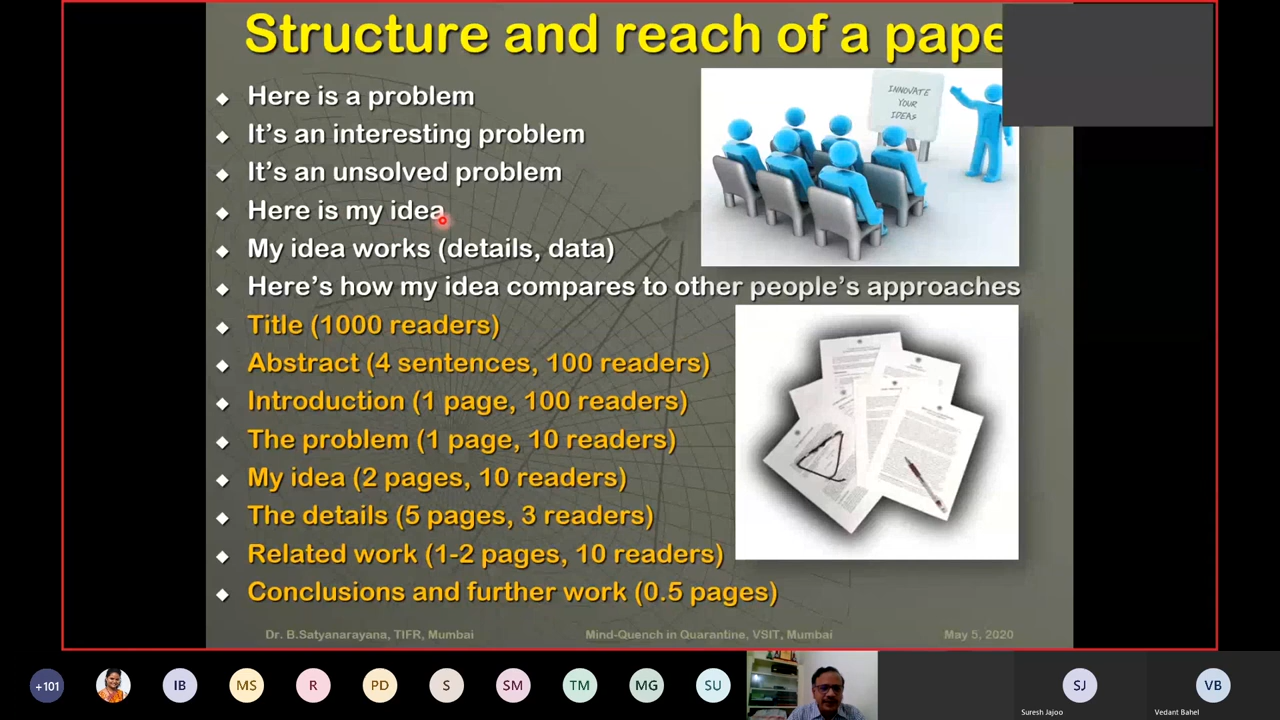 Structure and reach of a pape
Here is a problem
It's an interesting problem
It's an unsolved problem
Here is my idea
My idea works (details, data)
Here's how my idea compares to other people's approaches
Title (1000 readers)
Abstract (4 sentences, 100 readers)
Introduction (1 page, 100 readers)
The problem (1 page, 10 readers)
My idea (2 pages, 10 readers)
The details (5 pages, 3 readers)
Related work (1-2 pages, 10 readers)
Conclusions and further work (0.5 pages)
INNOVATE
YOUR
IDEAS
Dr. B.Satyanarayana, TIFR, Mumbai
Mind-Quench in Quarantine, VSIT, Mumbai
May 5, 2020
+101
IB
MS
R
PD
S
SM
TM
MG
SU
SJ
Suresh Jajoo
VB
Vedant Bahel